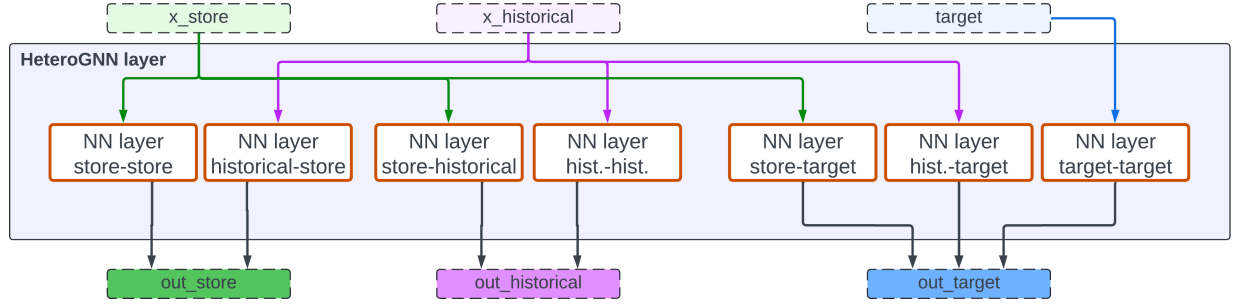 x_store
x_historical
target
HeteroGNN layer
NN layer
store-store
NN layer
historical-store
NN layer
store-historical
NN layer
hist.-hist.
NN layer
store-target
NN layer
hist.-target
NN layer
target-target
out_store
out_historical
out_target